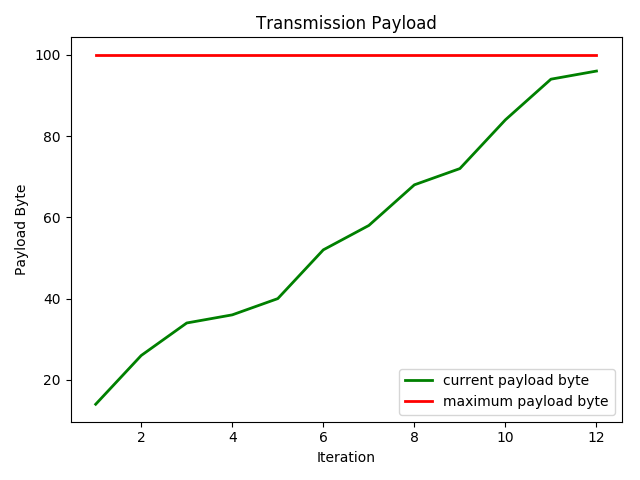 Transmission Payload
100
80
60
40
20
Payload Byte
current payload byte
maximum payload byte
2 4 6 8 10 12
Iteration